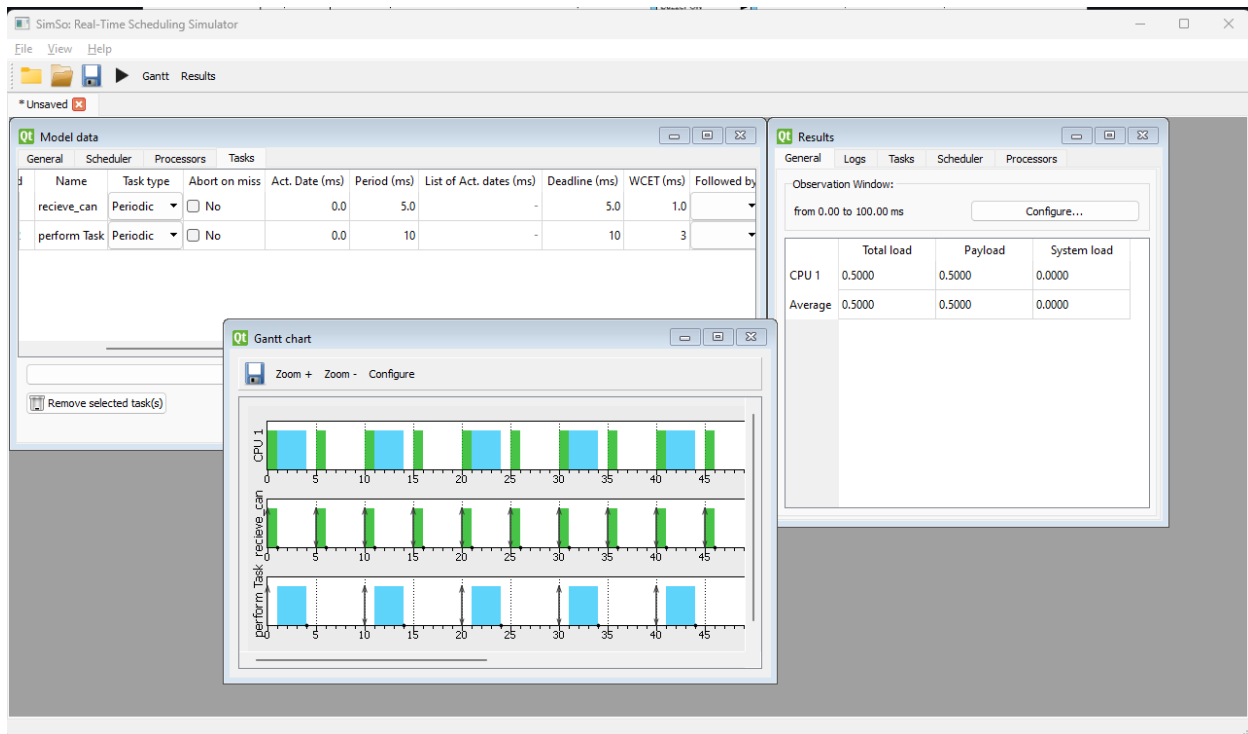 SimSo: Real-Time Scheduling Simulator
File View Help
Gantt Results
* Unsaved
Model data
General Scheduler Processors Tasks
d Name Task type Abort on miss Act. Date (ms) Period (ms) List of Act. dates (ms) Deadline (ms) WCET (ms) Followed by
recieve_can Periodic No 0.0 5.0 - 5.0 1.0
perform Task Periodic No 0.0 10 - 10 3
Remove selected task(s)
Results
General Logs Tasks Scheduler Processors
Observation Window:
from 0.00 to 100.00 ms Configure...
Total load Payload System load
CPU 1 0.5000 0.5000 0.0000
Average 0.5000 0.5000 0.0000
Gantt chart
Zoom + Zoom - Configure
CPU 1
0 5 10 15 20 25 30 35 40 45
recieve_can
0 5 10 15 20 25 30 35 40 45
perform Task
0 5 10 15 20 25 30 35 40 45